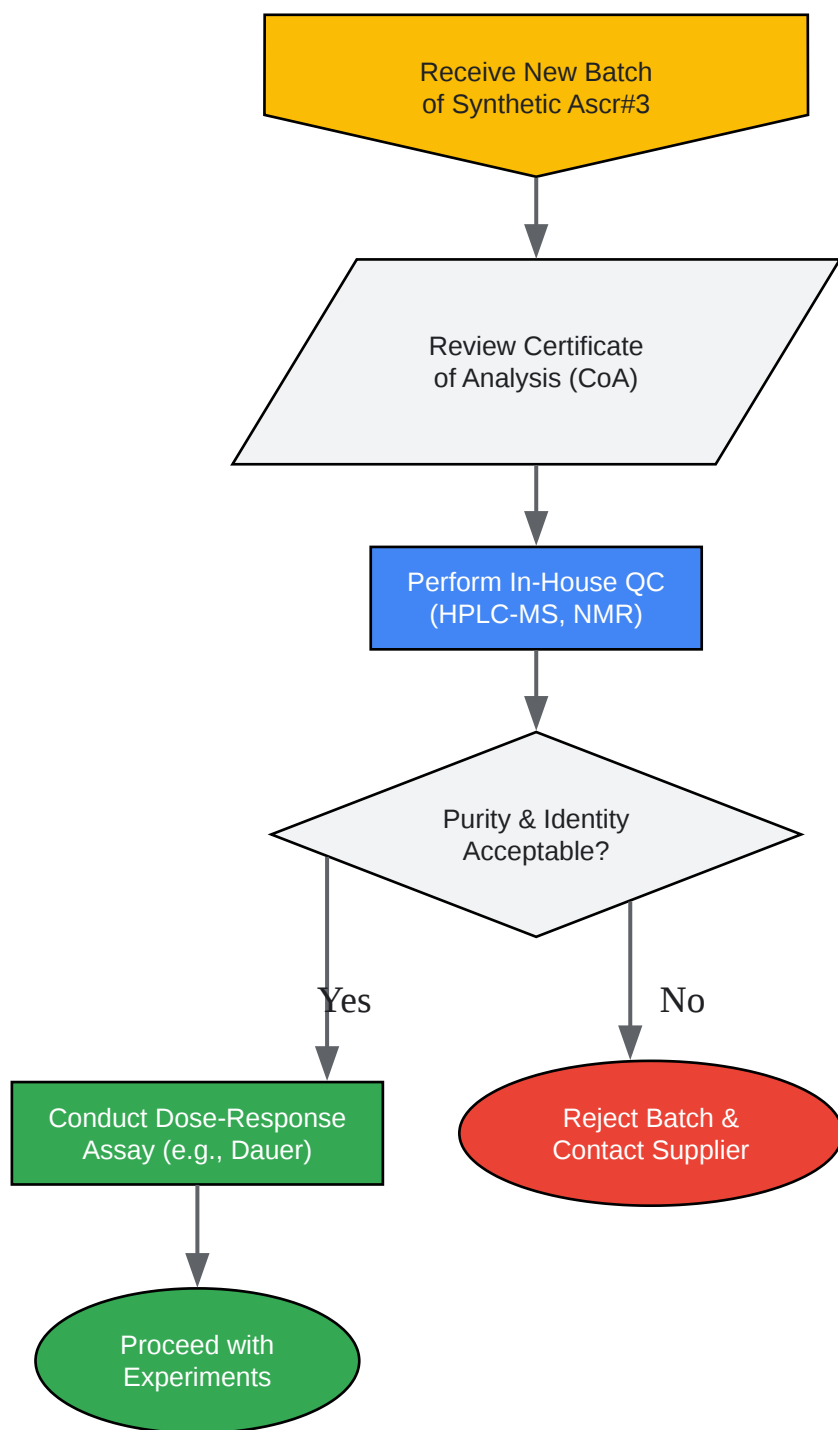 Receive New Batch
of Synthetic Ascr#3
Review Certificate
of Analysis (CoA)
Perform In-House QC
(HPLC-MS, NMR)
Purity & Identity
Acceptable?
Yes
No
Conduct Dose-Response
Assay (e.g., Dauer)
Reject Batch &
Contact Supplier
Proceed with
Experiments